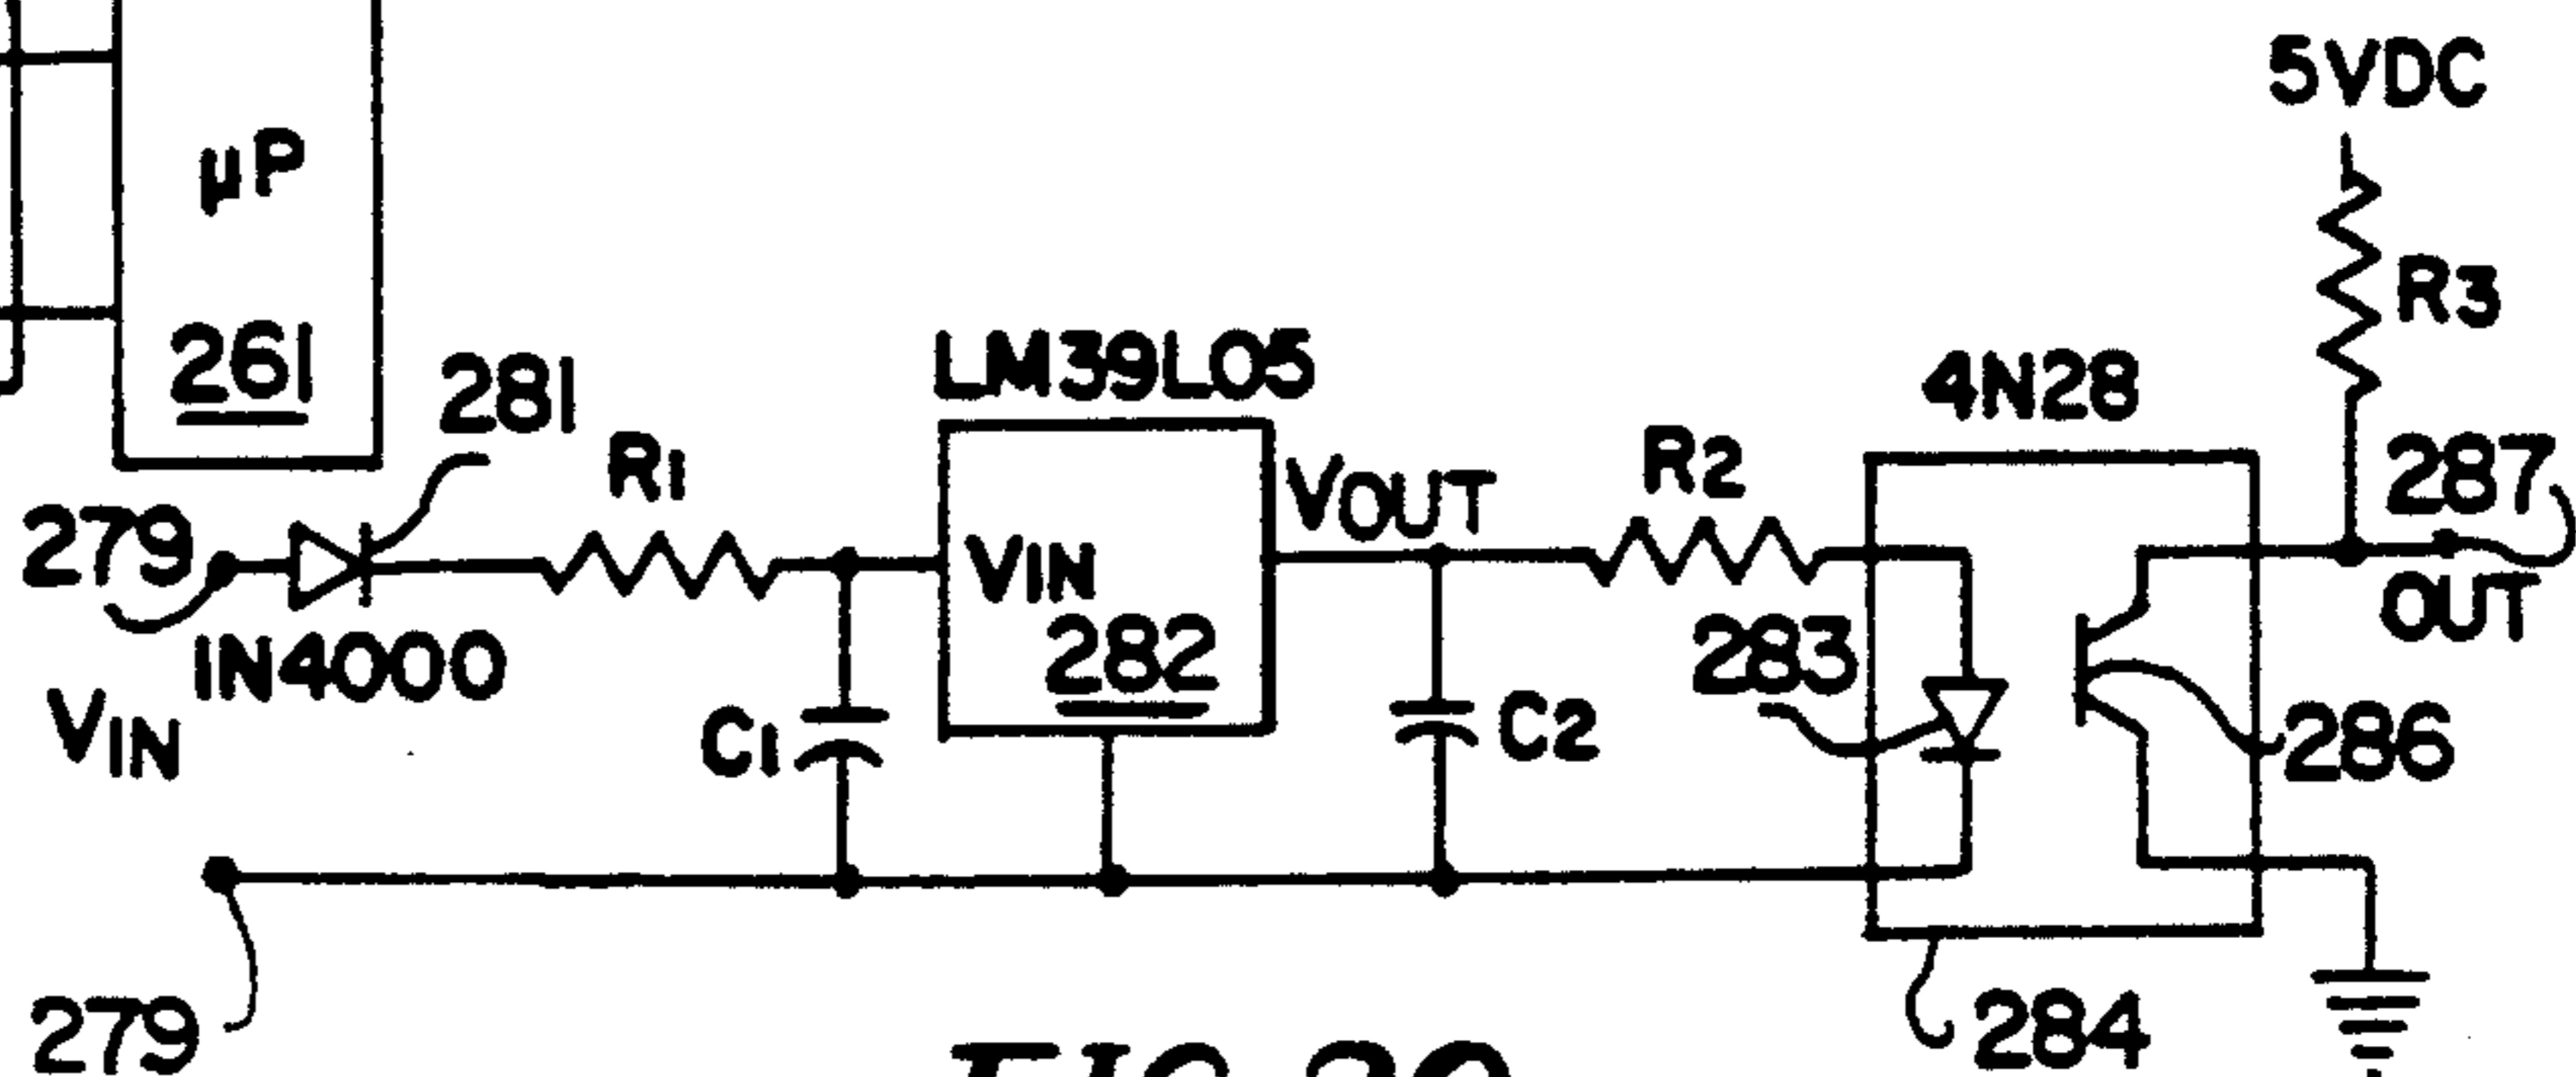 5VDC
µP
261
281
LM39L05
R3
4N28
R1
279
VIN
282
VOUT
R2
287
OUT
1N4000
VIN
C1
C2
283
286
279
284